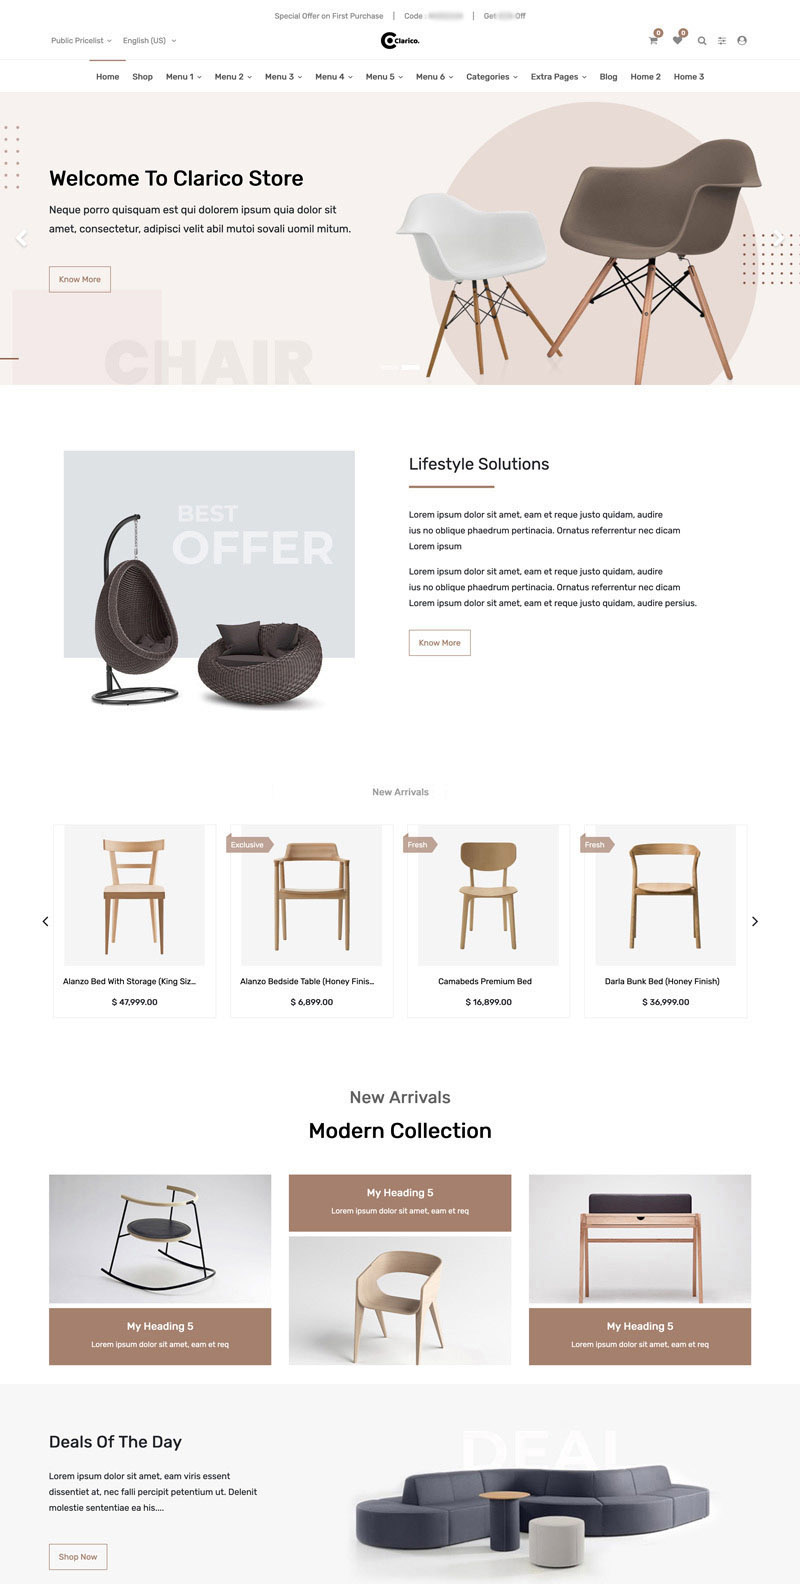 Special Offer on First Purchase | Code : | Get Off
Public Pricelist English (US) Clarico. 0 0
Home Shop Menu 1 Menu 2 Menu 3 Menu 4 Menu 5 Menu 6 Categories Extra Pages Blog Home 2 Home 3
Welcome To Clarico Store
Neque porro quisquam est qui dolorem ipsum quia dolor sit
amet, consectetur, adipisci velit abil mutoi sovali uomil mitum.
Know More
CHAIR
BEST
OFFER
Lifestyle Solutions
Lorem ipsum dolor sit amet, eam et reque justo quidam, audire
ius no oblique phaedrum pertinacia. Ornatus referrentur nec dicam
Lorem ipsum
Lorem ipsum dolor sit amet, eam et reque justo quidam, audire
ius no oblique phaedrum pertinacia. Ornatus referrentur nec dicam
Lorem ipsum dolor sit amet, eam et reque justo quidam, audire persius.
Know More
New Arrivals
Exclusive Fresh Fresh
Alanzo Bed With Storage (King Siz... Alanzo Bedside Table (Honey Finis... Camabeds Premium Bed Darla Bunk Bed (Honey Finish)
$ 47,999.00 $ 6,899.00 $ 16,899.00 $ 36,999.00
New Arrivals
Modern Collection
My Heading 5
Lorem ipsum dolor sit amet, eam et req
My Heading 5
Lorem ipsum dolor sit amet, eam et req
My Heading 5
Lorem ipsum dolor sit amet, eam et req
Deals Of The Day
Lorem ipsum dolor sit amet, eam viris essent
dissentiet at, nec falli percipit petentium ut. Delenit
molestie sententiae ea his....
Shop Now
DEAL